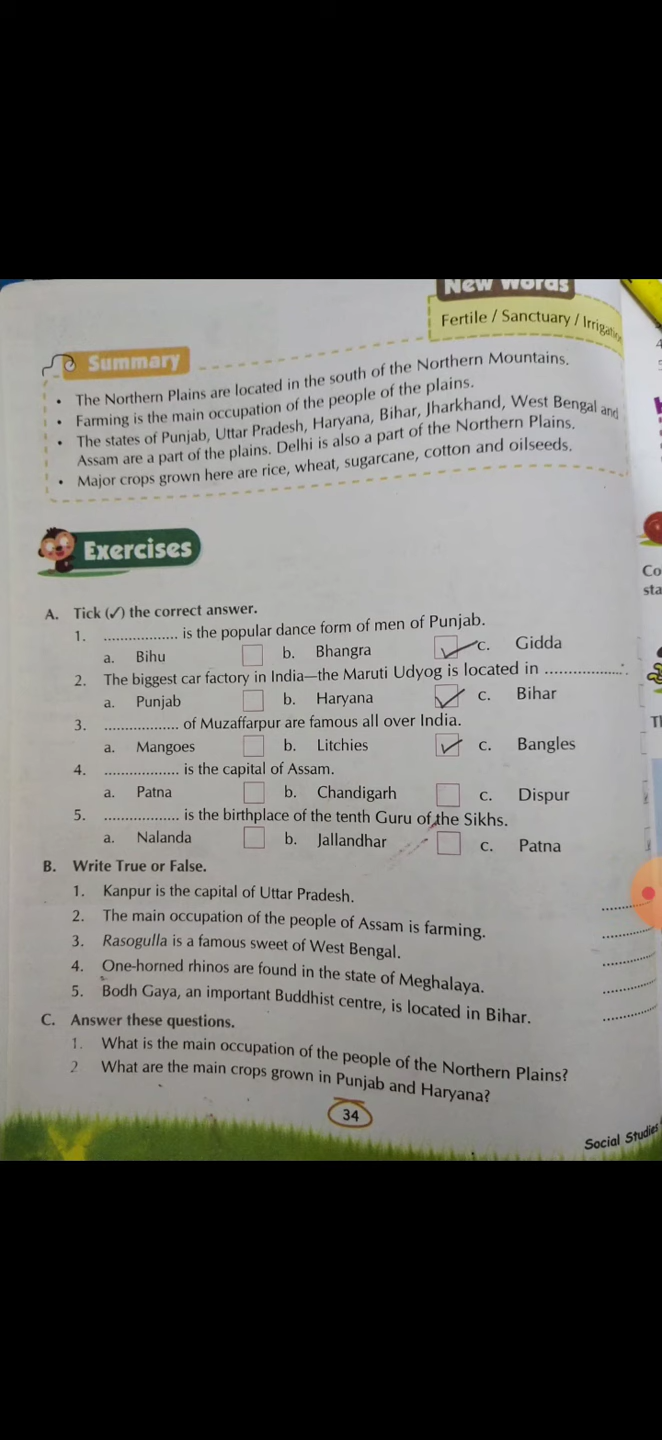 New Words
Fertile / Sanctuary / Irrigation
Summary
• The Northern Plains are located in the south of the Northern Mountains.
• Farming is the main occupation of the people of the plains.
• The states of Punjab, Uttar Pradesh, Haryana, Bihar, Jharkhand, West Bengal and
Assam are a part of the plains. Delhi is also a part of the Northern Plains.
• Major crops grown here are rice, wheat, sugarcane, cotton and oilseeds.
Exercises
A. Tick (✓) the correct answer.
1. .................. is the popular dance form of men of Punjab.
a. Bihu b. Bhangra c. Gidda
2. The biggest car factory in India—the Maruti Udyog is located in ..................
a. Punjab b. Haryana c. Bihar
3. .................. of Muzaffarpur are famous all over India.
a. Mangoes b. Litchies c. Bangles
4. .................. is the capital of Assam.
a. Patna b. Chandigarh c. Dispur
5. .................. is the birthplace of the tenth Guru of the Sikhs.
a. Nalanda b. Jallandhar c. Patna
B. Write True or False.
1. Kanpur is the capital of Uttar Pradesh. ............
2. The main occupation of the people of Assam is farming. ............
3. Rasogulla is a famous sweet of West Bengal. ............
4. One-horned rhinos are found in the state of Meghalaya. ............
5. Bodh Gaya, an important Buddhist centre, is located in Bihar. ............
C. Answer these questions.
1. What is the main occupation of the people of the Northern Plains?
2 What are the main crops grown in Punjab and Haryana?
34
Social Studies
Co
sta